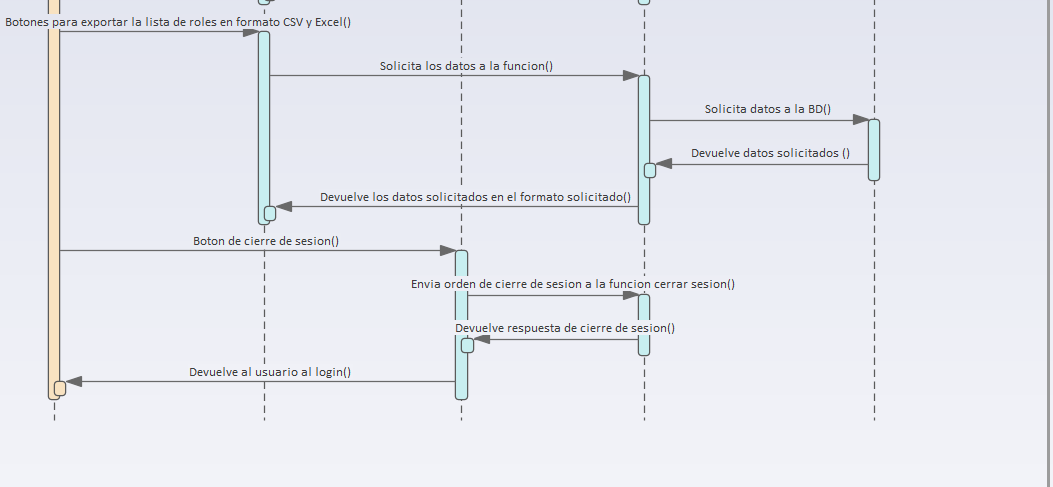 Botones para exportar la lista de roles en formato CSV y Excel()
Solicita los datos a la funcion()
Solicita datos a la BD()
Devuelve datos solicitados ()
Devuelve los datos solicitados en el formato solicitado()
Boton de cierre de sesion()
Envia orden de cierre de sesion a la funcion cerrar sesion()
Devuelve respuesta de cierre de sesion()
Devuelve al usuario al login()